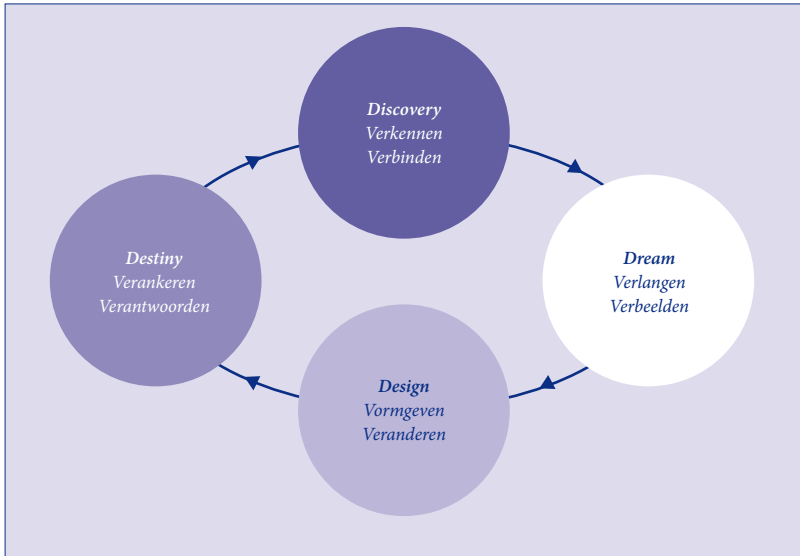 Discovery
Verkennen
Verbinden
Dream
Verlangen
Verbeelden
Design
Vormgeven
Veranderen
Destiny
Verankeren
Verantwoorden